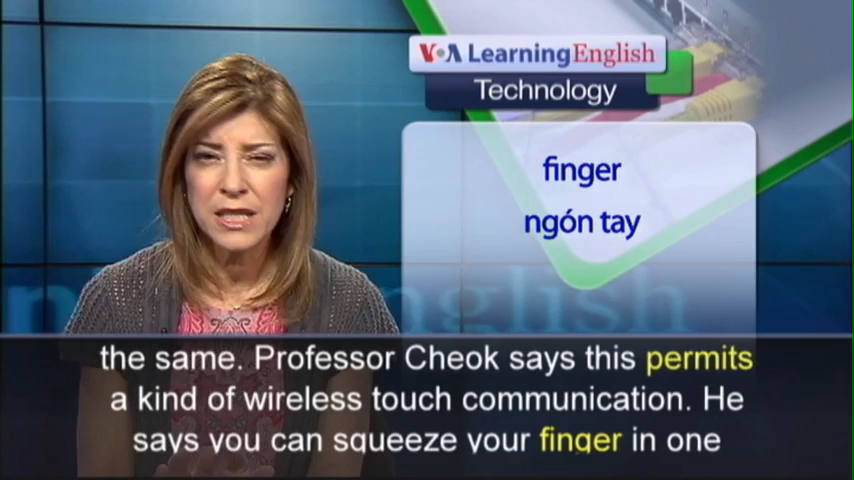 VOA Learning English
Technology
finger
ngón tay
the same. Professor Cheok says this permits
a kind of wireless touch communication. He
says you can squeeze your finger in one